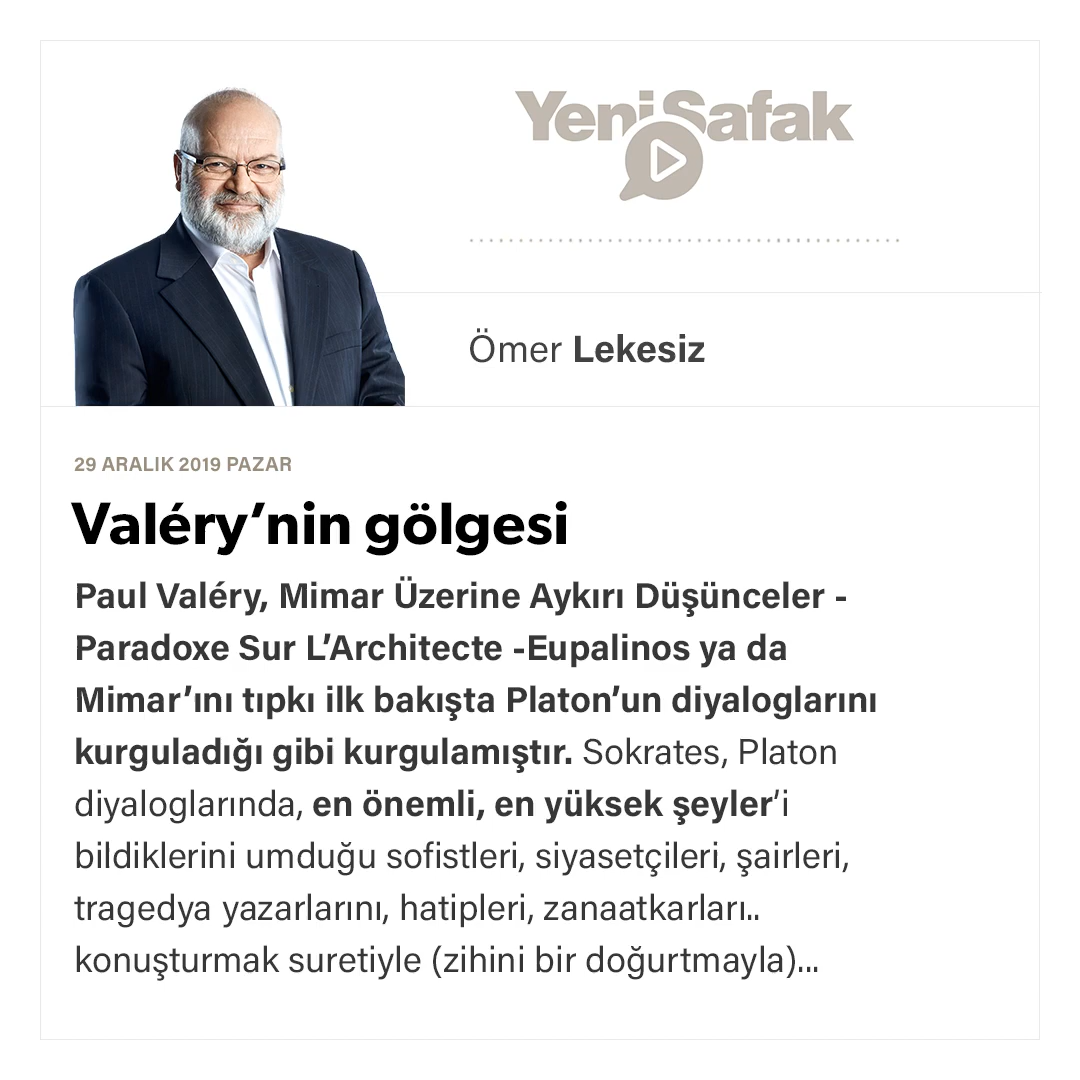 YeniŞafak
Ömer Lekesiz
29 ARALIK 2019 PAZAR
Valéry’nin gölgesi
Paul Valéry, Mimar Üzerine Aykırı Düşünceler -
Paradoxe Sur L’Architecte -Eupalinos ya da
Mimar’ını tıpkı ilk bakışta Platon’un diyaloglarını
kurguladığı gibi kurgulamıştır. Sokrates, Platon
diyaloglarında, en önemli, en yüksek şeyler’i
bildiklerini umduğu sofistleri, siyasetçileri, şairleri,
tragedya yazarlarını, hatipleri, zanaatkarları..
konuşturmak suretiyle (zihini bir doğurtmayla)...